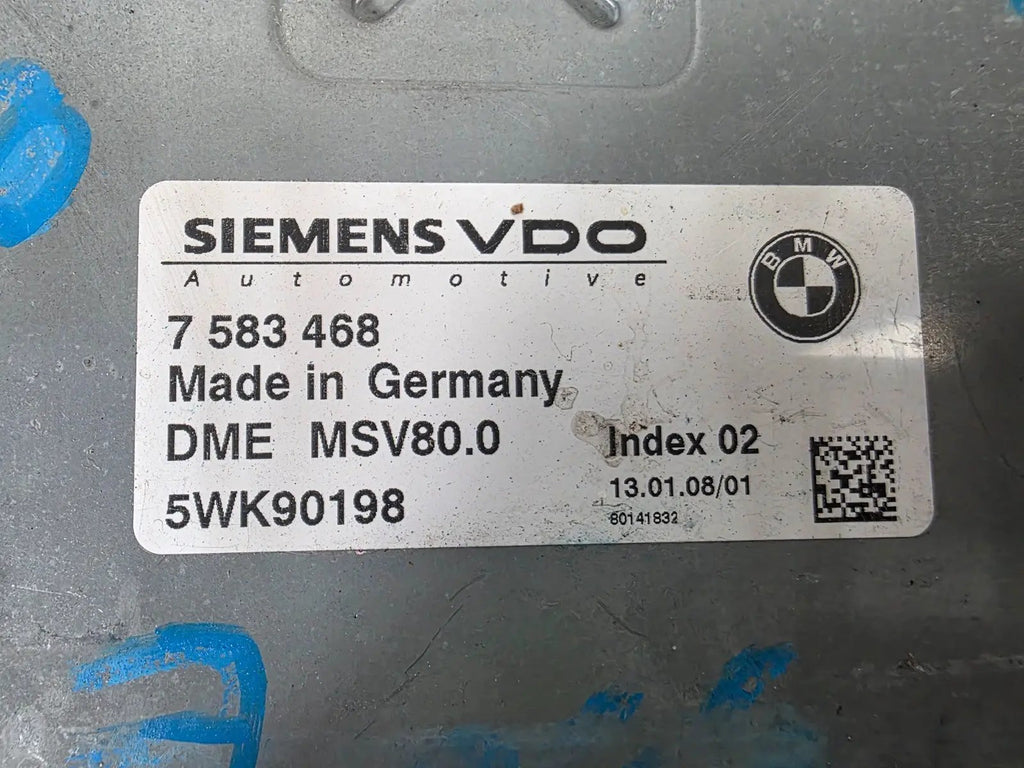 SIEMENS VDO
Automotive
BMW
7 583 468
Made in Germany
DME MSV80.0
Index 02
5WK90198
13.01.08/01
80141832